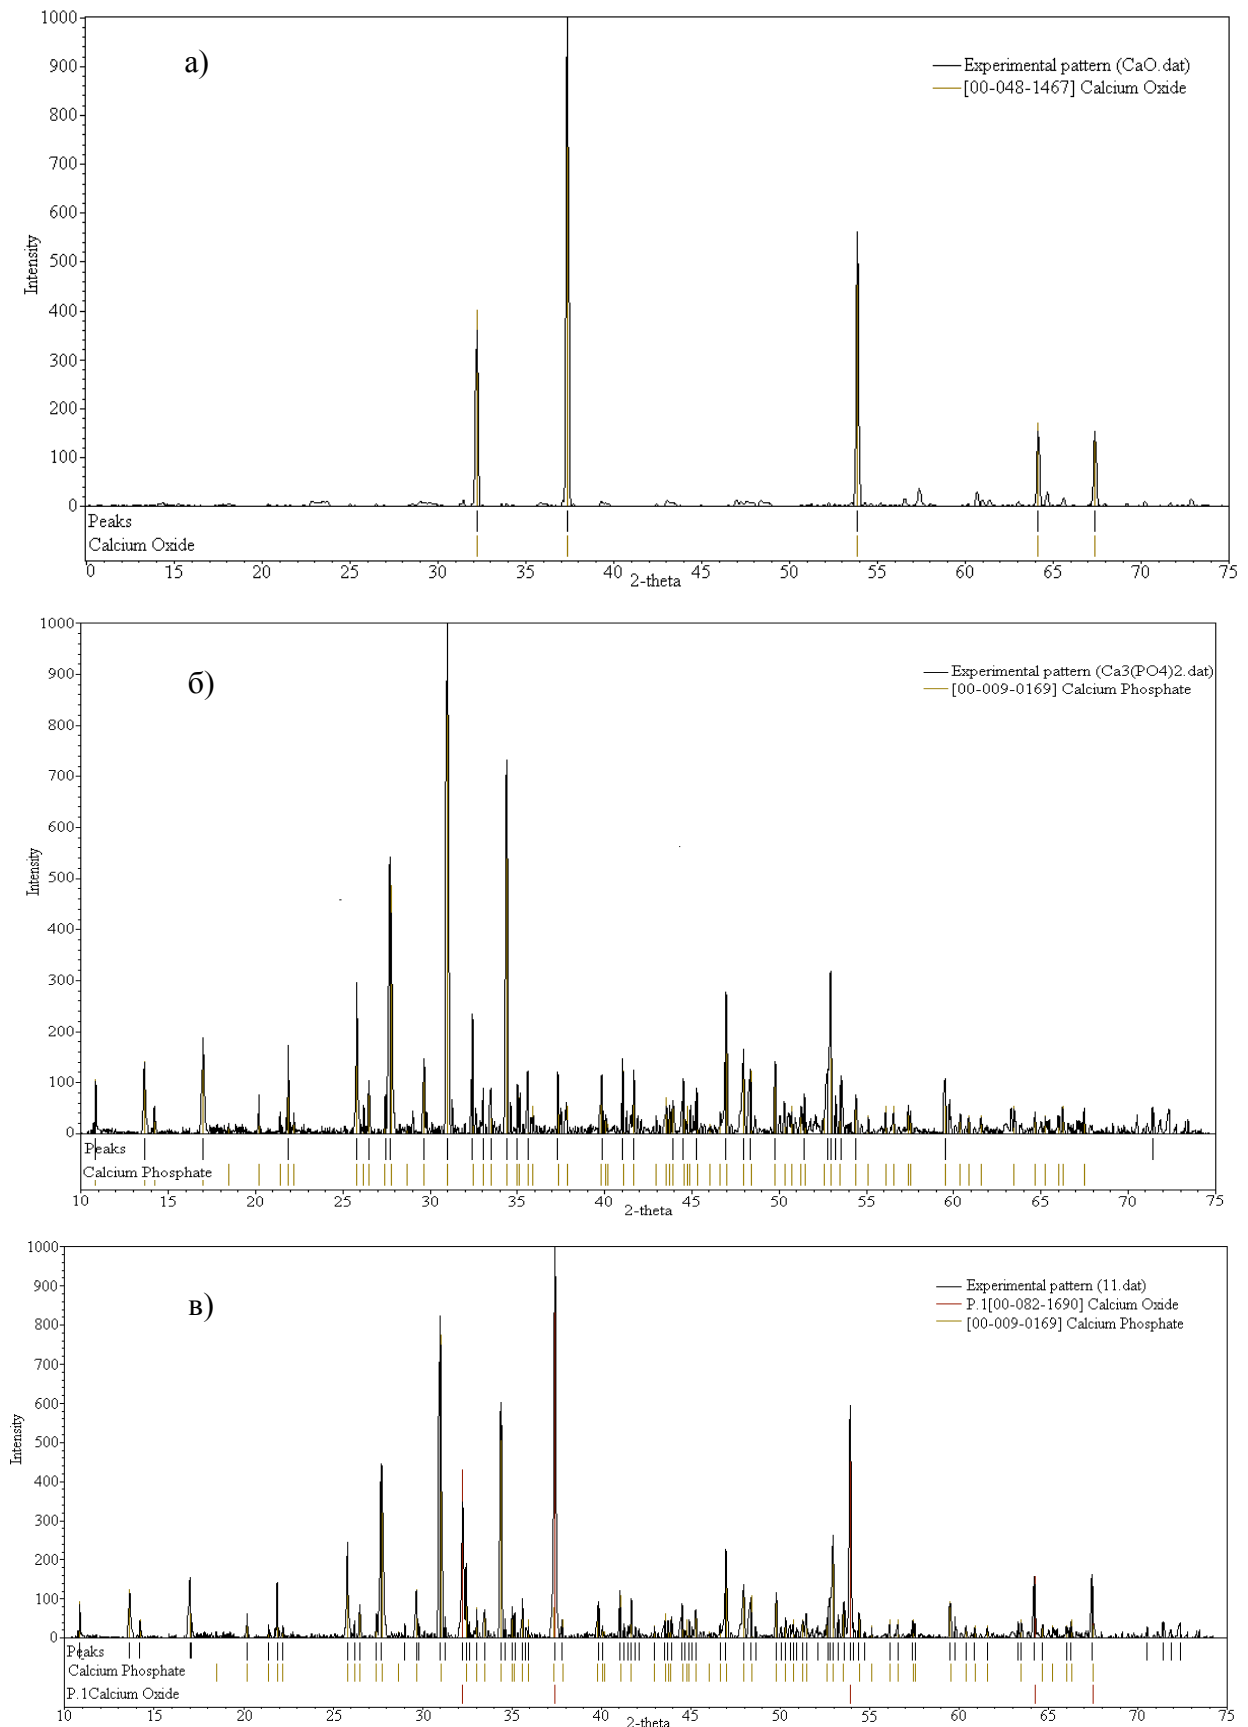 1000
900
800
700
600
500
400
300
200
100
0
Intensity
а)
Experimental pattern (CaO.dat)
[00-048-1467] Calcium Oxide
Peaks
Calcium Oxide
10 15 20 25 30 35 40 45 50 55 60 65 70 75
2-theta
1000
900
800
700
600
500
400
300
200
100
0
Intensity
б)
Experimental pattern (Ca3(PO4)2.dat)
[00-009-0169] Calcium Phosphate
Peaks
Calcium Phosphate
10 15 20 25 30 35 40 45 50 55 60 65 70 75
2-theta
1000
900
800
700
600
500
400
300
200
100
0
Intensity
в)
Experimental pattern (11.dat)
P.1[00-082-1690] Calcium Oxide
[00-009-0169] Calcium Phosphate
Peaks
Calcium Phosphate
P.1Calcium Oxide
10 15 20 25 30 35 40 45 50 55 60 65 70 75
2-theta